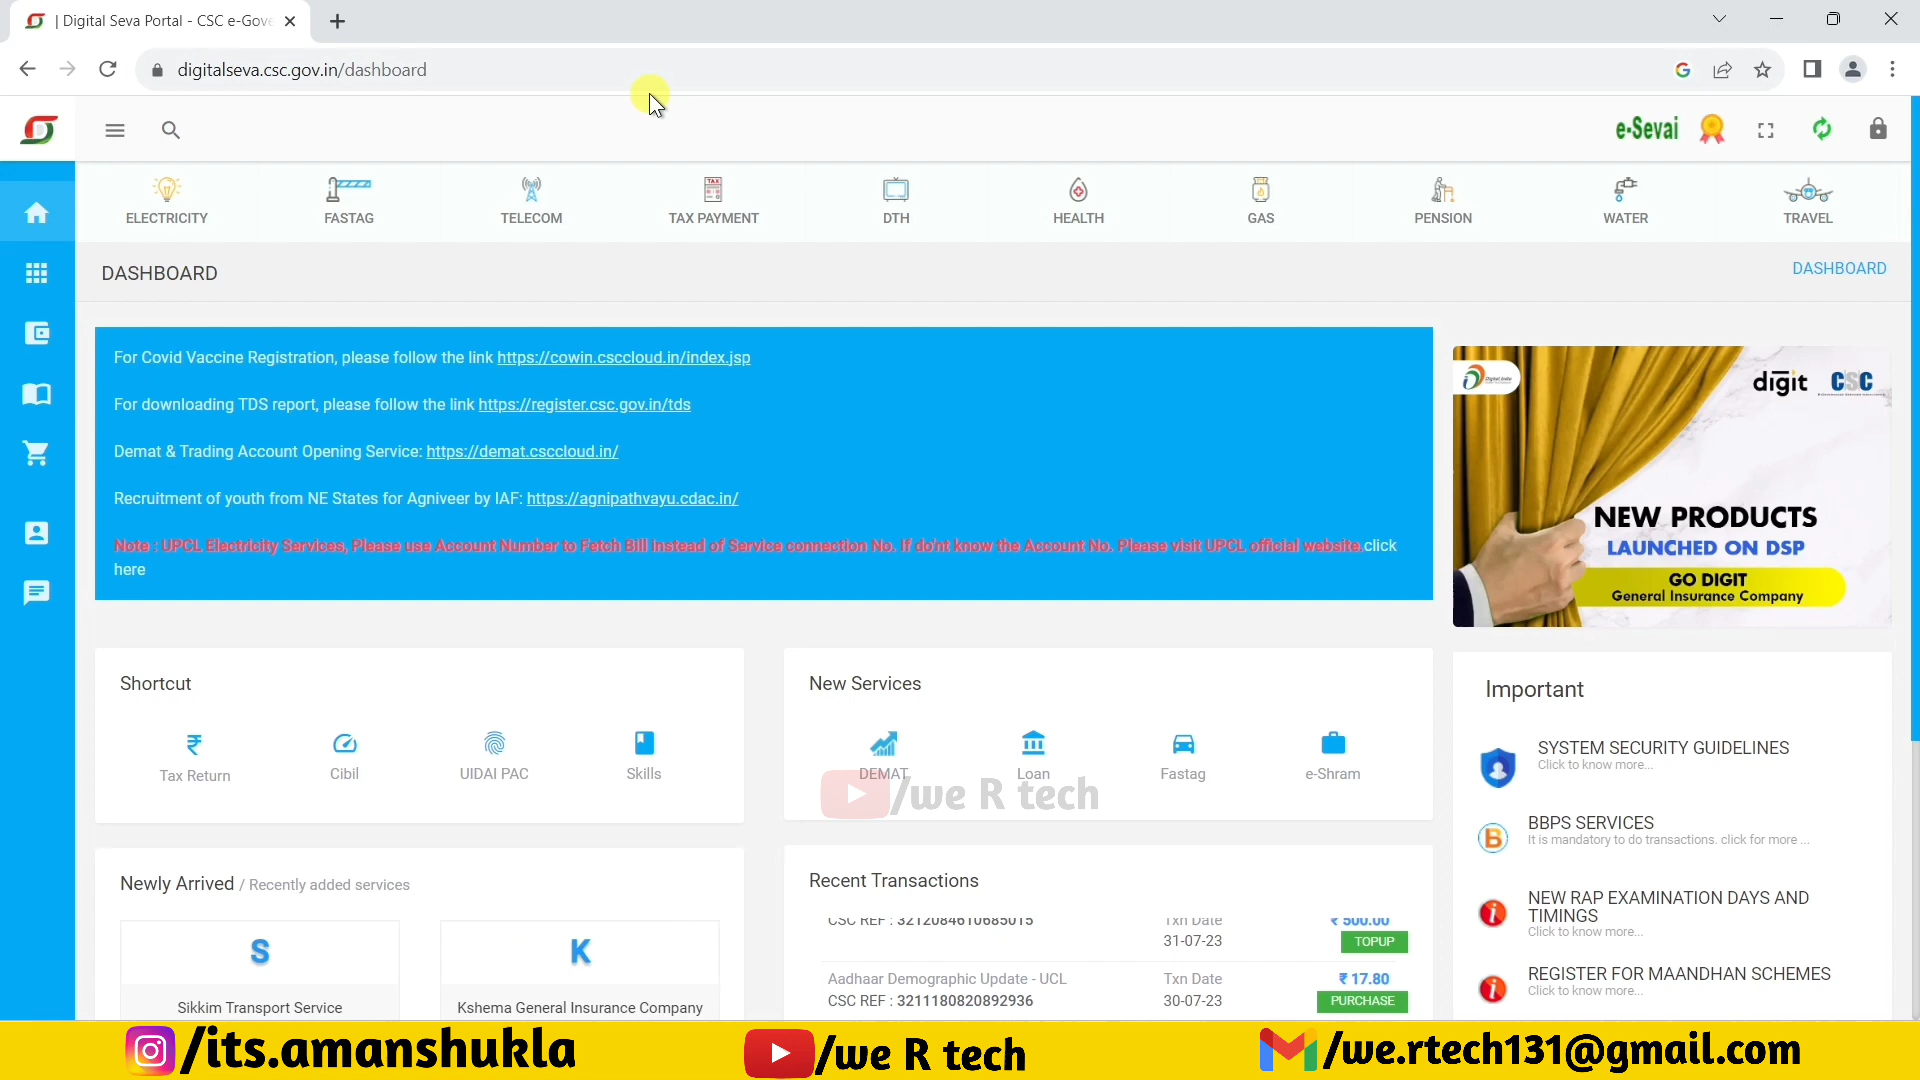 | Digital Seva Portal - CSC e-Gove
digitalseva.csc.gov.in/dashboard
e-Sevai
ELECTRICITY
FASTAG
TELECOM
TAX PAYMENT
DTH
HEALTH
GAS
PENSION
WATER
TRAVEL
DASHBOARD
DASHBOARD
For Covid Vaccine Registration, please follow the link https://cowin.csccloud.in/index.jsp
For downloading TDS report, please follow the link https://register.csc.gov.in/tds
Demat & Trading Account Opening Service: https://demat.csccloud.in/
Recruitment of youth from NE States for Agniveer by IAF: https://agnipathvayu.cdac.in/
Note : UPCL Electricity Services, Please use Account Number to Fetch Bill Instead of Service connection No. If do'nt know the Account No. Please visit UPCL official website.click
here
Digital India
digit
CSC
NEW PRODUCTS
LAUNCHED ON DSP
GO DIGIT
General Insurance Company
Shortcut
Tax Return
Cibil
UIDAI PAC
Skills
New Services
DEMAT
Loan
Fastag
e-Shram
/we R tech
Important
SYSTEM SECURITY GUIDELINES
Click to know more...
BBPS SERVICES
It is mandatory to do transactions. click for more ...
NEW RAP EXAMINATION DAYS AND
TIMINGS
Click to know more...
REGISTER FOR MAANDHAN SCHEMES
Click to know more...
Newly Arrived / Recently added services
S
Sikkim Transport Service
K
Kshema General Insurance Company
Recent Transactions
CSC REF : 3212084610685015
Txn Date
₹ 500.00
31-07-23
TOPUP
Aadhaar Demographic Update - UCL
Txn Date
₹ 17.80
CSC REF : 3211180820892936
30-07-23
PURCHASE
/its.amanshukla
/we R tech
/we.rtech131@gmail.com